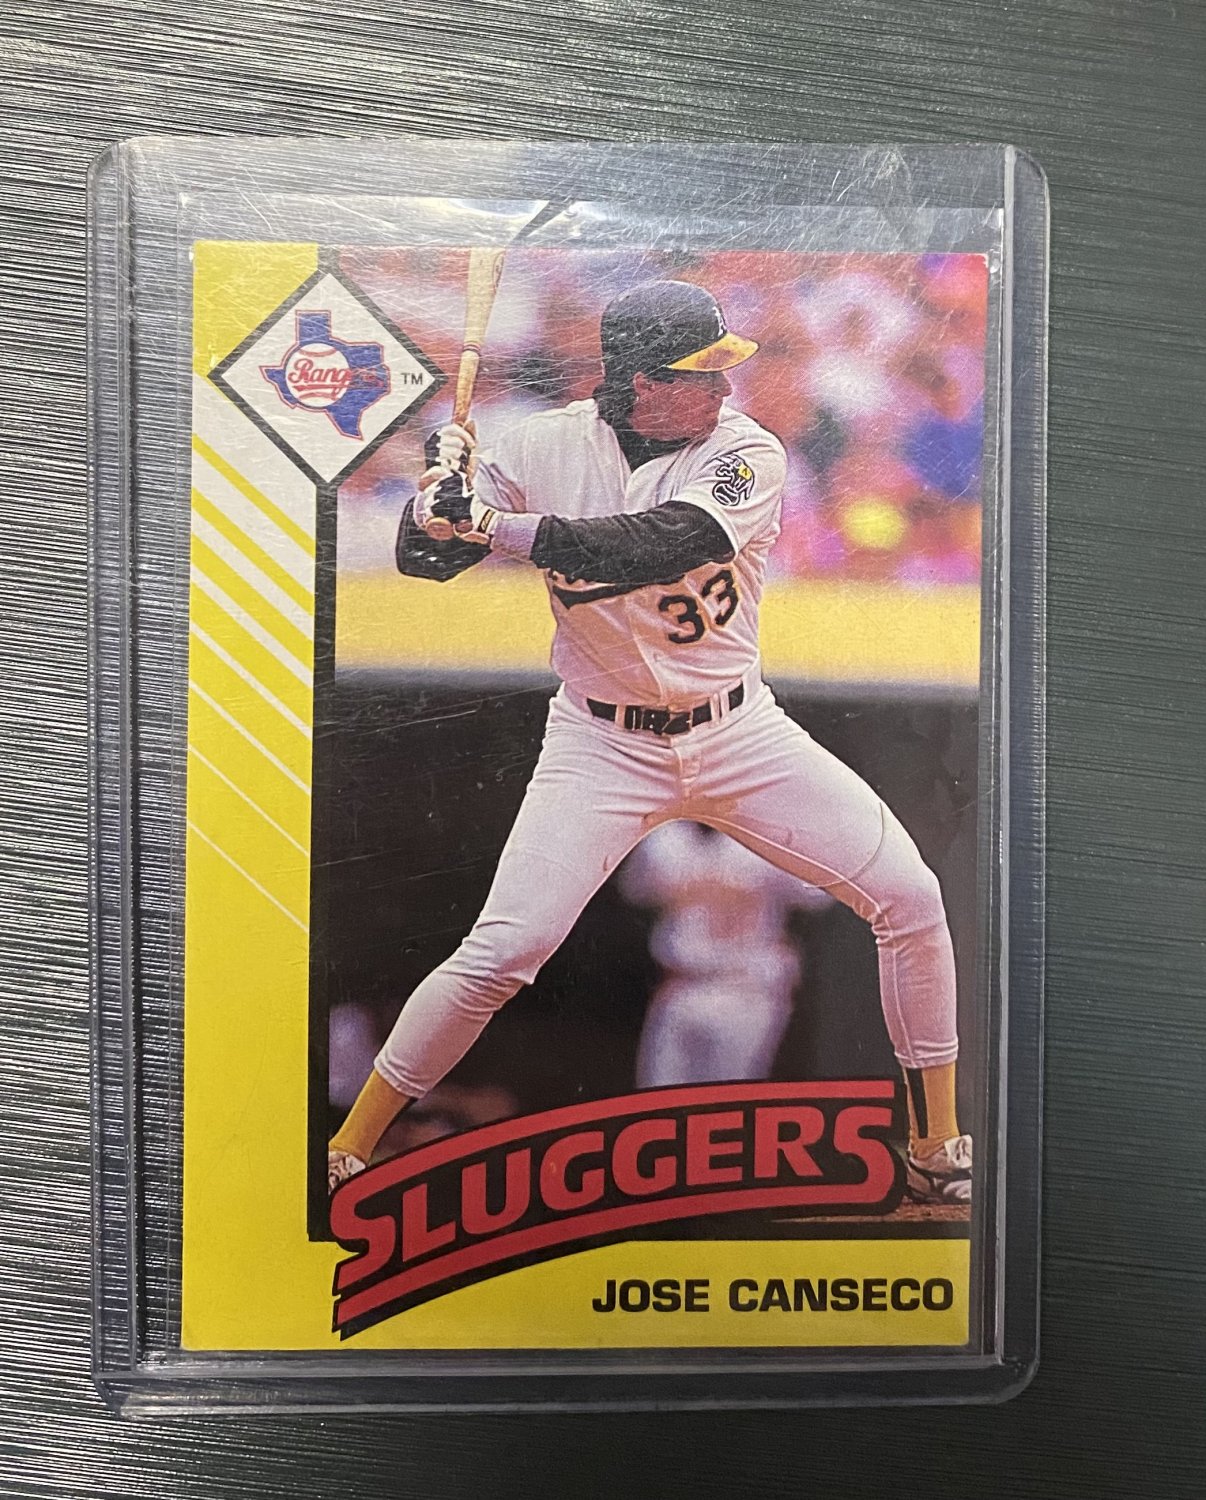 Rangers
TM
A
33
SLUGGERS
JOSE CANSECO